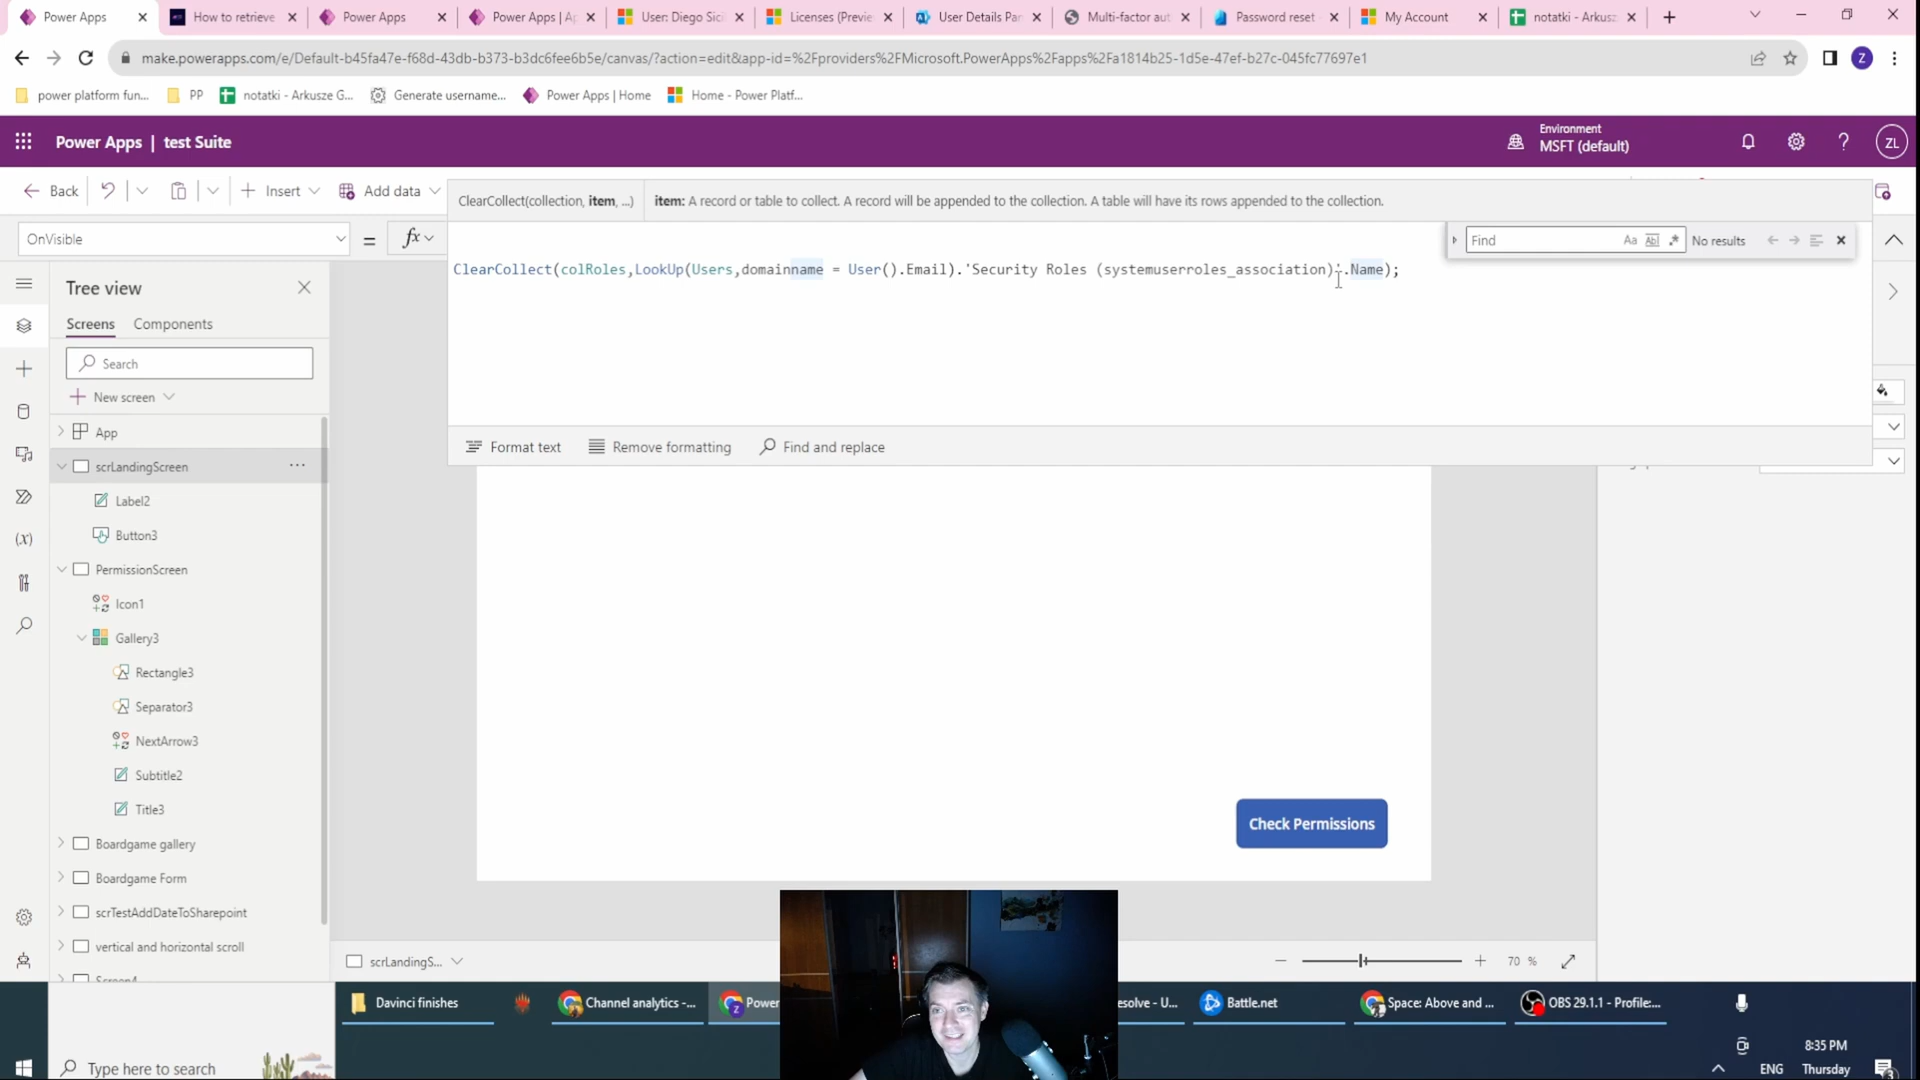 Power Apps
How to retrieve
Power Apps
Power Apps | A
User: Diego Sici
Licenses (Previe
User Details Pa
Multi-factor aut
Password reset
My Account
notatki - Arkusz
make.powerapps.com/e/Default-b45fa47e-f68d-43db-b373-b3dc6fee6b5e/canvas/?action=edit&app-id=%2Fproviders%2FMicrosoft.PowerApps%2Fapps%2Fa1814b25-1d5e-47ef-b27c-045fc77697e1
Z
power platform fun...
PP
notatki - Arkusze G...
Generate username...
Power Apps | Home
Home - Power Platf...
Power Apps | test Suite
Environment
MSFT (default)
ZL
Back
Insert
Add data
ClearCollect(collection, item, ...)
item: A record or table to collect. A record will be appended to the collection. A table will have its rows appended to the collection.
OnVisible
=
fx
Find
Aa
Abl
No results
ClearCollect(colRoles,LookUp(Users,domainname = User().Email).'Security Roles (systemuserroles_association)'.Name);
Tree view
Screens
Components
Search
New screen
App
scrLandingScreen
Label2
Button3
PermissionScreen
Icon1
Gallery3
Rectangle3
Separator3
NextArrow3
Subtitle2
Title3
Boardgame gallery
Boardgame Form
scrTestAddDateToSharepoint
vertical and horizontal scroll
Screen4
Format text
Remove formatting
Find and replace
Check Permissions
scrLandingS...
70 %
Davinci finishes
Channel analytics -...
Power
esolve - U...
Battle.net
Space: Above and ...
OBS 29.1.1 - Profile:...
Type here to search
8:35 PM
ENG
Thursday
3